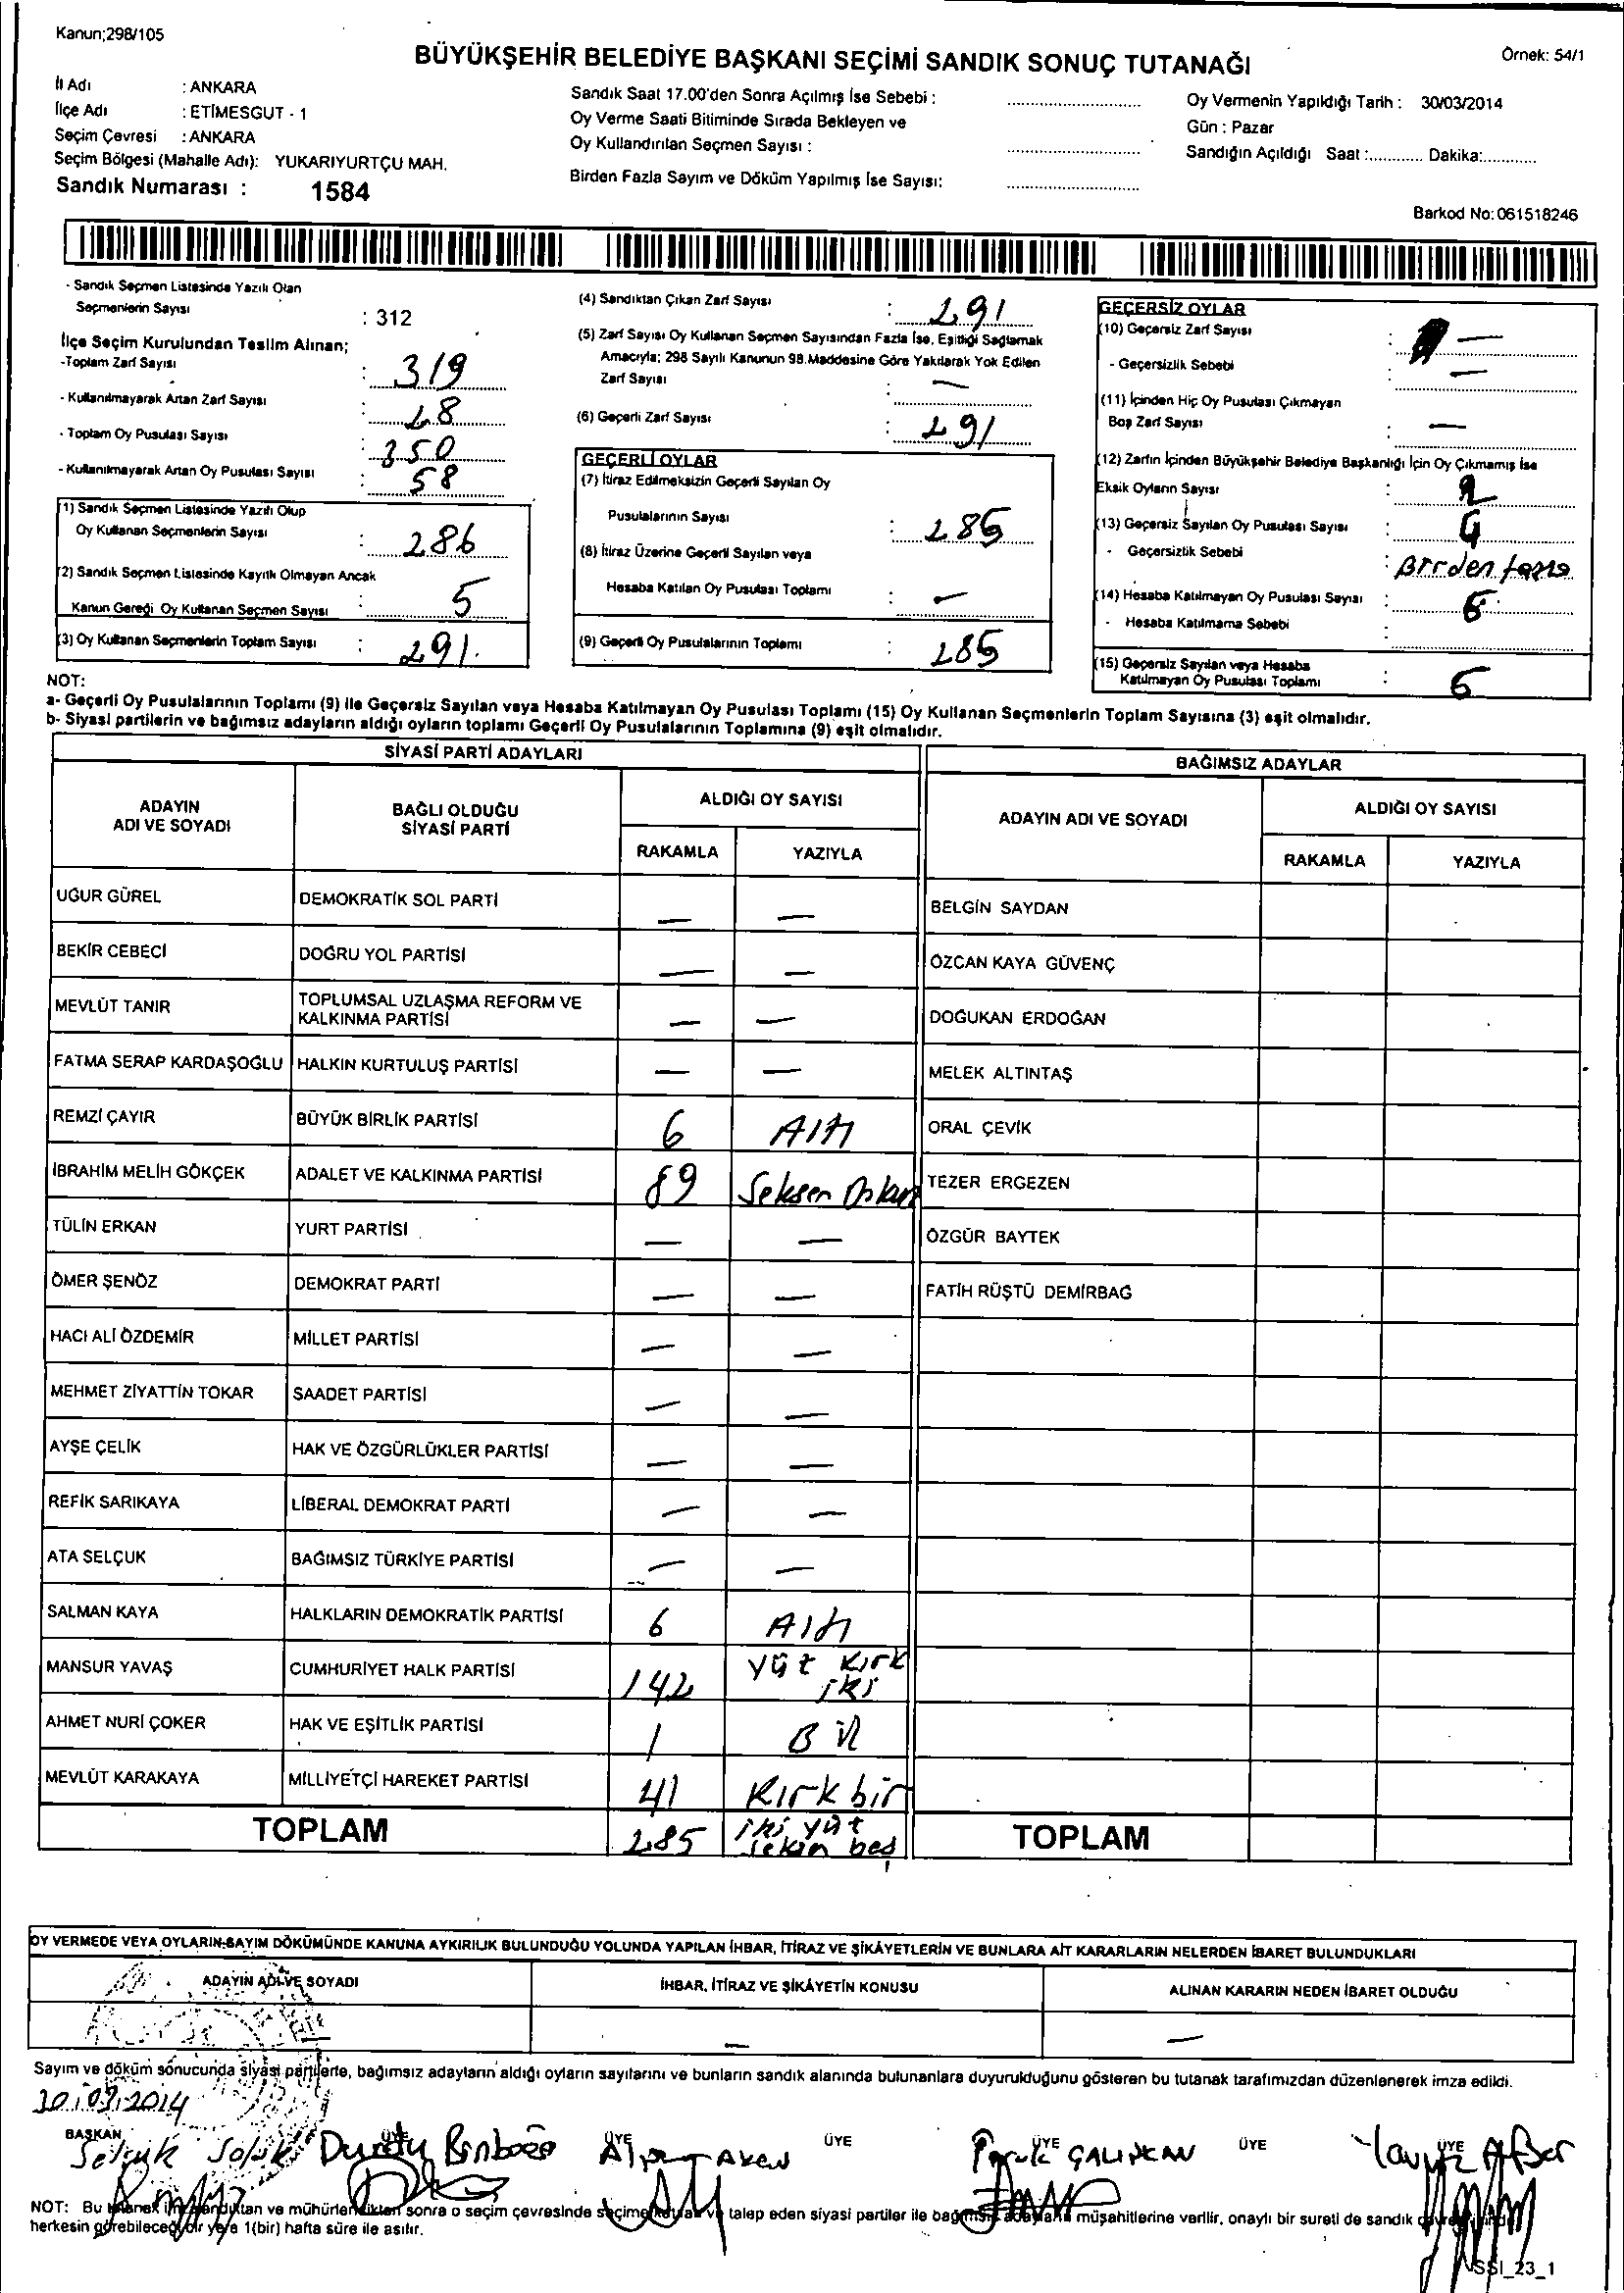 Kanun;298/105
BÜYÜKŞEHİR BELEDİYE BAŞKANI SEÇİMİ SANDIK SONUÇ TUTANAĞI
Örnek: 54/1
İl Adı : ANKARA
İlçe Adı : ETİMESGUT - 1
Seçim Çevresi : ANKARA
Seçim Bölgesi (Mahalle Adı): YUKARIYURTÇU MAH.
Sandık Numarası : 1584
Sandık Saat 17.00'den Sonra Açılmış İse Sebebi :
Oy Verme Saati Bitiminde Sırada Bekleyen ve
Oy Kullandırılan Seçmen Sayısı :
Birden Fazla Sayım ve Döküm Yapılmış İse Sayısı:
Oy Vermenin Yapıldığı Tarih : 30/03/2014
Gün : Pazar
Sandığın Açıldığı Saat :............ Dakika:............
Barkod No: 061518246
- Sandık Seçmen Listesinde Yazılı Olan
Seçmenlerin Sayısı : 312
İlçe Seçim Kurulundan Teslim Alınan;
-Toplam Zarf Sayısı : 319
- Kullanılmayarak Artan Zarf Sayısı : 28
- Toplam Oy Pusulası Sayısı : 350
- Kullanılmayarak Artan Oy Pusulası Sayısı : 58
(1) Sandık Seçmen Listesinde Yazılı Olup
Oy Kullanan Seçmenlerin Sayısı : 286
(2) Sandık Seçmen Listesinde Kayıtlı Olmayan Ancak
Kanun Gereği Oy Kullanan Seçmen Sayısı : 5
(3) Oy Kullanan Seçmenlerin Toplam Sayısı : 291
(4) Sandıktan Çıkan Zarf Sayısı : 291
(5) Zarf Sayısı Oy Kullanan Seçmen Sayısından Fazla İse, Eşitliği Sağlamak
Amacıyla; 298 Sayılı Kanunun 98.Maddesine Göre Yakılarak Yok Edilen
Zarf Sayısı : —
(6) Geçerli Zarf Sayısı : 291
GEÇERLİ OYLAR
(7) İtiraz Edilmeksizin Geçerli Sayılan Oy
Pusulalarının Sayısı : 285
(8) İtiraz Üzerine Geçerli Sayılan veya
Hesaba Katılan Oy Pusulası Toplamı : —
(9) Geçerli Oy Pusulalarının Toplamı : 285
GEÇERSİZ OYLAR
(10) Geçersiz Zarf Sayısı : —
- Geçersizlik Sebebi : —
(11) İçinden Hiç Oy Pusulası Çıkmayan
Boş Zarf Sayısı : —
(12) Zarfın İçinden Büyükşehir Belediye Başkanlığı İçin Oy Çıkmamış İse
Eksik Oyların Sayısı : 2
(13) Geçersiz Sayılan Oy Pusulası Sayısı : 4
- Geçersizlik Sebebi : Birden fazla
(14) Hesaba Katılmayan Oy Pusulası Sayısı : 6
- Hesaba Katılmama Sebebi :
(15) Geçersiz Sayılan veya Hesaba
Katılmayan Oy Pusulası Toplamı : 6
NOT:
a- Geçerli Oy Pusulalarının Toplamı (9) ile Geçersiz Sayılan veya Hesaba Katılmayan Oy Pusulası Toplamı (15) Oy Kullanan Seçmenlerin Toplam Sayısına (3) eşit olmalıdır.
b- Siyasi partilerin ve bağımsız adayların aldığı oyların toplamı Geçerli Oy Pusulalarının Toplamına (9) eşit olmalıdır.
SİYASİ PARTİ ADAYLARI
ADAYIN ADI VE SOYADI
BAĞLI OLDUĞU SİYASİ PARTİ
ALDIĞI OY SAYISI
RAKAMLA YAZIYLA
UĞUR GÜREL DEMOKRATİK SOL PARTİ — —
BEKİR CEBECİ DOĞRU YOL PARTİSİ — —
MEVLÜT TANIR TOPLUMSAL UZLAŞMA REFORM VE KALKINMA PARTİSİ — —
FATMA SERAP KARDAŞOĞLU HALKIN KURTULUŞ PARTİSİ — —
REMZİ ÇAYIR BÜYÜK BİRLİK PARTİSİ 6 Altı
İBRAHİM MELİH GÖKÇEK ADALET VE KALKINMA PARTİSİ 89 Seksen Dokuz
TÜLİN ERKAN YURT PARTİSİ — —
ÖMER ŞENÖZ DEMOKRAT PARTİ — —
HACI ALİ ÖZDEMİR MİLLET PARTİSİ — —
MEHMET ZİYATTİN TOKAR SAADET PARTİSİ — —
AYŞE ÇELİK HAK VE ÖZGÜRLÜKLER PARTİSİ — —
REFİK SARIKAYA LİBERAL DEMOKRAT PARTİ — —
ATA SELÇUK BAĞIMSIZ TÜRKİYE PARTİSİ — —
SALMAN KAYA HALKLARIN DEMOKRATİK PARTİSİ 6 Altı
MANSUR YAVAŞ CUMHURİYET HALK PARTİSİ 142 yüz kırk iki
AHMET NURİ ÇOKER HAK VE EŞİTLİK PARTİSİ 1 Bir
MEVLÜT KARAKAYA MİLLİYETÇİ HAREKET PARTİSİ 41 Kırk bir
TOPLAM 285 iki yüz seksen beş
BAĞIMSIZ ADAYLAR
ADAYIN ADI VE SOYADI
ALDIĞI OY SAYISI
RAKAMLA YAZIYLA
BELGİN SAYDAN
ÖZCAN KAYA GÜVENÇ
DOĞUKAN ERDOĞAN
MELEK ALTINTAŞ
ORAL ÇEVİK
TEZER ERGEZEN
ÖZGÜR BAYTEK
FATİH RÜŞTÜ DEMİRBAĞ
TOPLAM
OY VERMEDE VEYA OYLARIN SAYIM DÖKÜMÜNDE KANUNA AYKIRILIK BULUNDUĞU YOLUNDA YAPILAN İHBAR, İTİRAZ VE ŞİKÂYETLERİN VE BUNLARA AİT KARARLARIN NELERDEN İBARET BULUNDUKLARI
ADAYIN ADI VE SOYADI
İHBAR, İTİRAZ VE ŞİKÂYETİN KONUSU
ALINAN KARARIN NEDEN İBARET OLDUĞU
— —
Sayım ve döküm sonucunda siyasi partilerle, bağımsız adayların aldığı oyların sayılarını ve bunların sandık alanında bulunanlara duyurulduğunu gösteren bu tutanak tarafımızdan düzenlenerek imza edildi.
30.03.2014
BAŞKAN ÜYE ÜYE ÜYE ÜYE ÜYE ÜYE
Selçuk
Faruk ÇALIŞKAN
NOT: Bu tutanak imzalandıktan ve mühürlendikten sonra o seçim çevresinde seçime katılan ve talep eden siyasi partiler ile bağımsız adayların müşahitlerine verilir, onaylı bir sureti de sandık çevresinde
herkesin görebileceği bir yere 1(bir) hafta süre ile asılır.
SSI_23_1